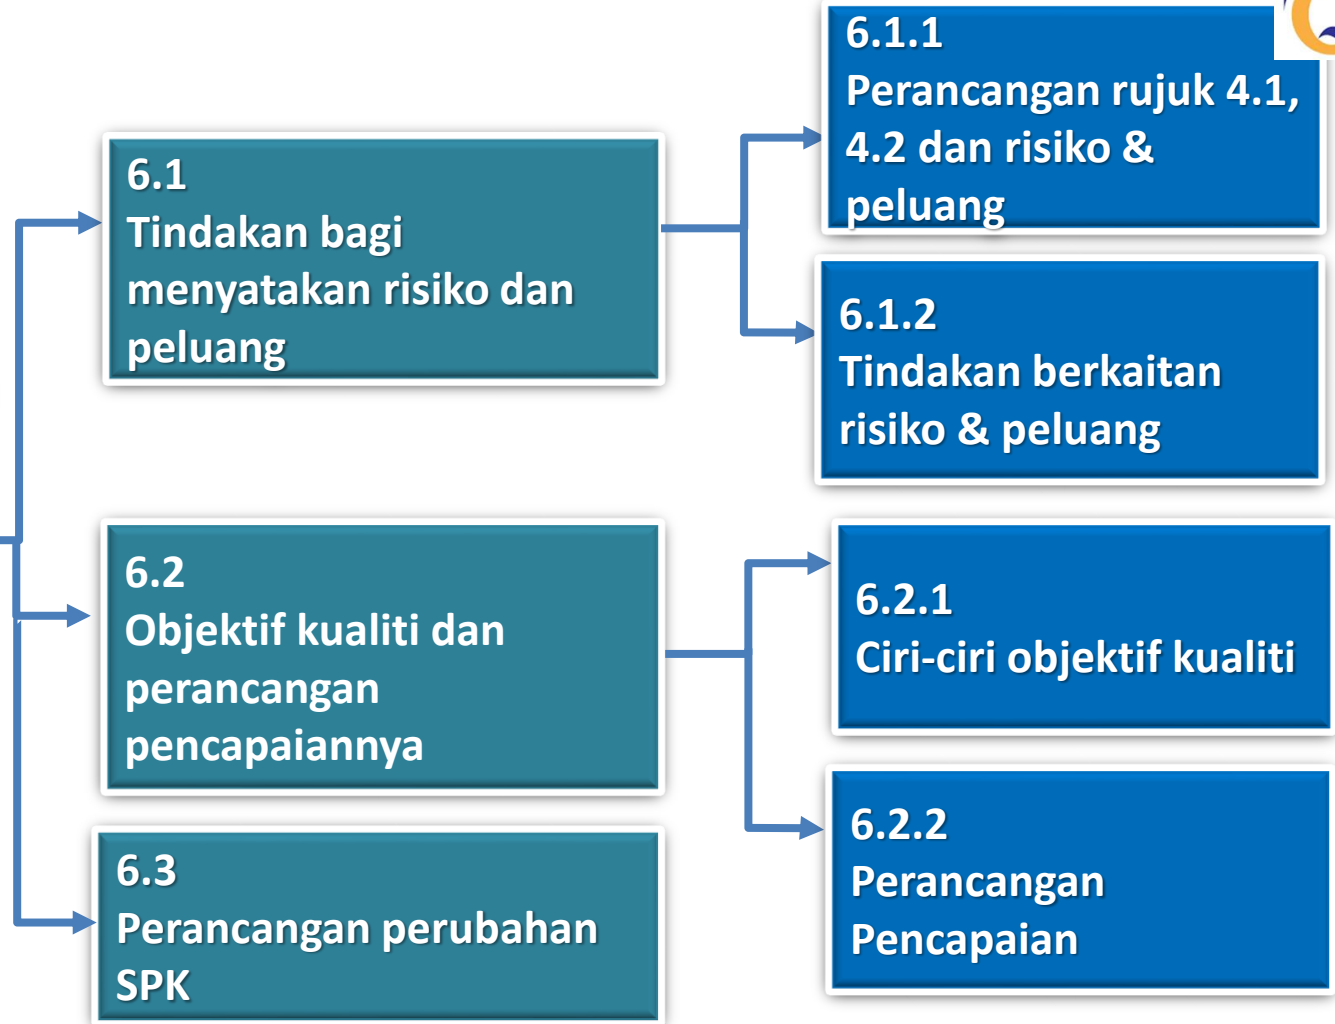 6.1
Tindakan bagi
menyatakan risiko dan
peluang
6.1.1
Perancangan rujuk 4.1,
4.2 dan risiko &
peluang
6.1.2
Tindakan berkaitan
risiko & peluang
6.2
Objektif kualiti dan
perancangan
pencapaiannya
6.2.1
Ciri-ciri objektif kualiti
6.2.2
Perancangan
Pencapaian
6.3
Perancangan perubahan
SPK